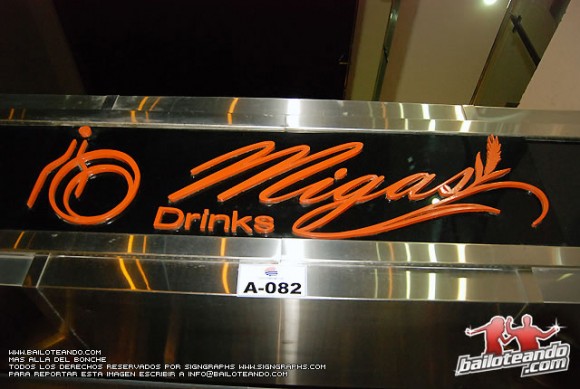 Migas
Drinks
A-082
WWW.BAILOTEANDO.COM
MAS ALLA DEL BONCHE
TODOS LOS DERECHOS RESERVADOS POR SIGNGRAPHS WWW.SIGNGRAPHS.COM
PARA REPORTAR ESTA IMAGEN ESCRIBIR A INFO@BAILOTEANDO.COM
bailoteando.com